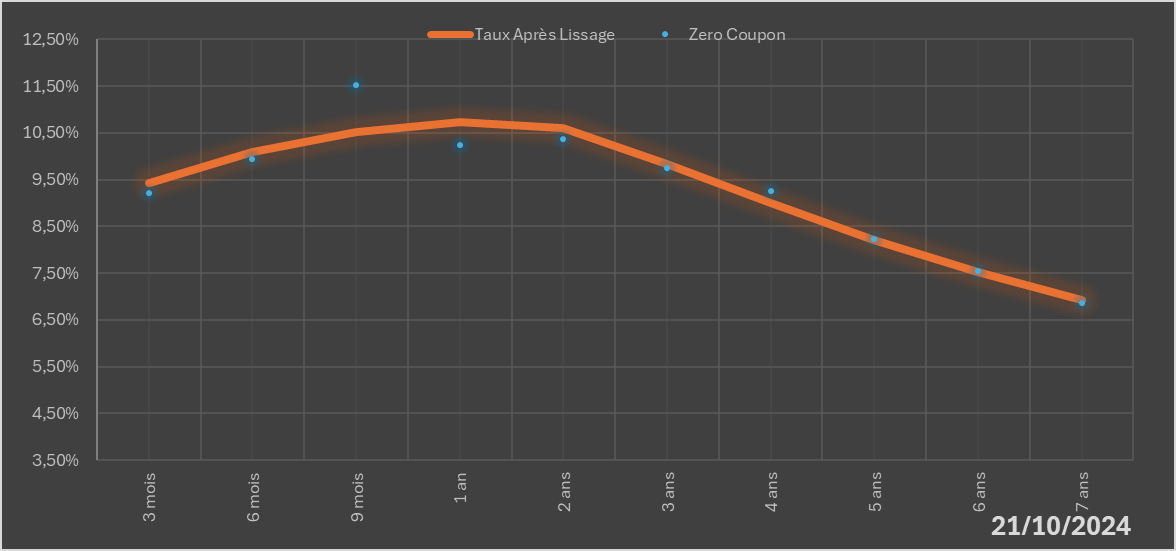 Taux Après Lissage
Zero Coupon
12,50%
11,50%
10,50%
9,50%
8,50%
7,50%
6,50%
5,50%
4,50%
3,50%
3 mois
6 mois
9 mois
1 an
2 ans
3 ans
4 ans
5 ans
6 ans
7 ans
21/10/2024